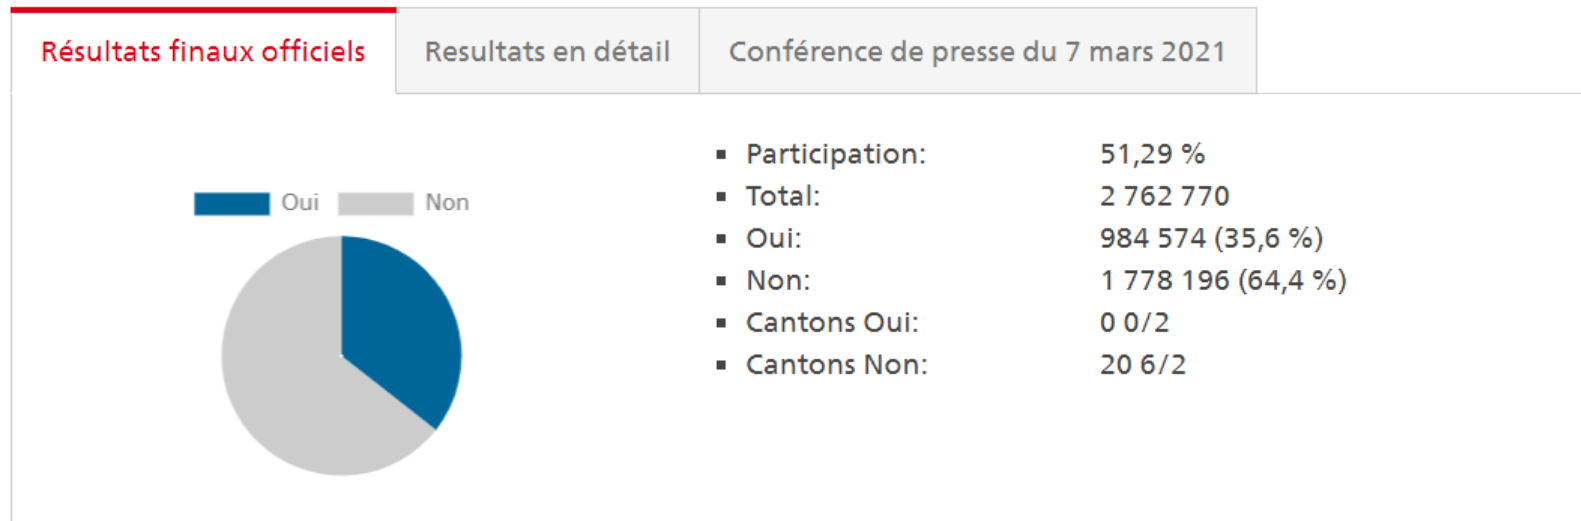 Résultats finaux officiels Resultats en détail Conférence de presse du 7 mars 2021
Oui Non
▪ Participation: 51,29 %
▪ Total: 2 762 770
▪ Oui: 984 574 (35,6 %)
▪ Non: 1 778 196 (64,4 %)
▪ Cantons Oui: 0 0/2
▪ Cantons Non: 20 6/2